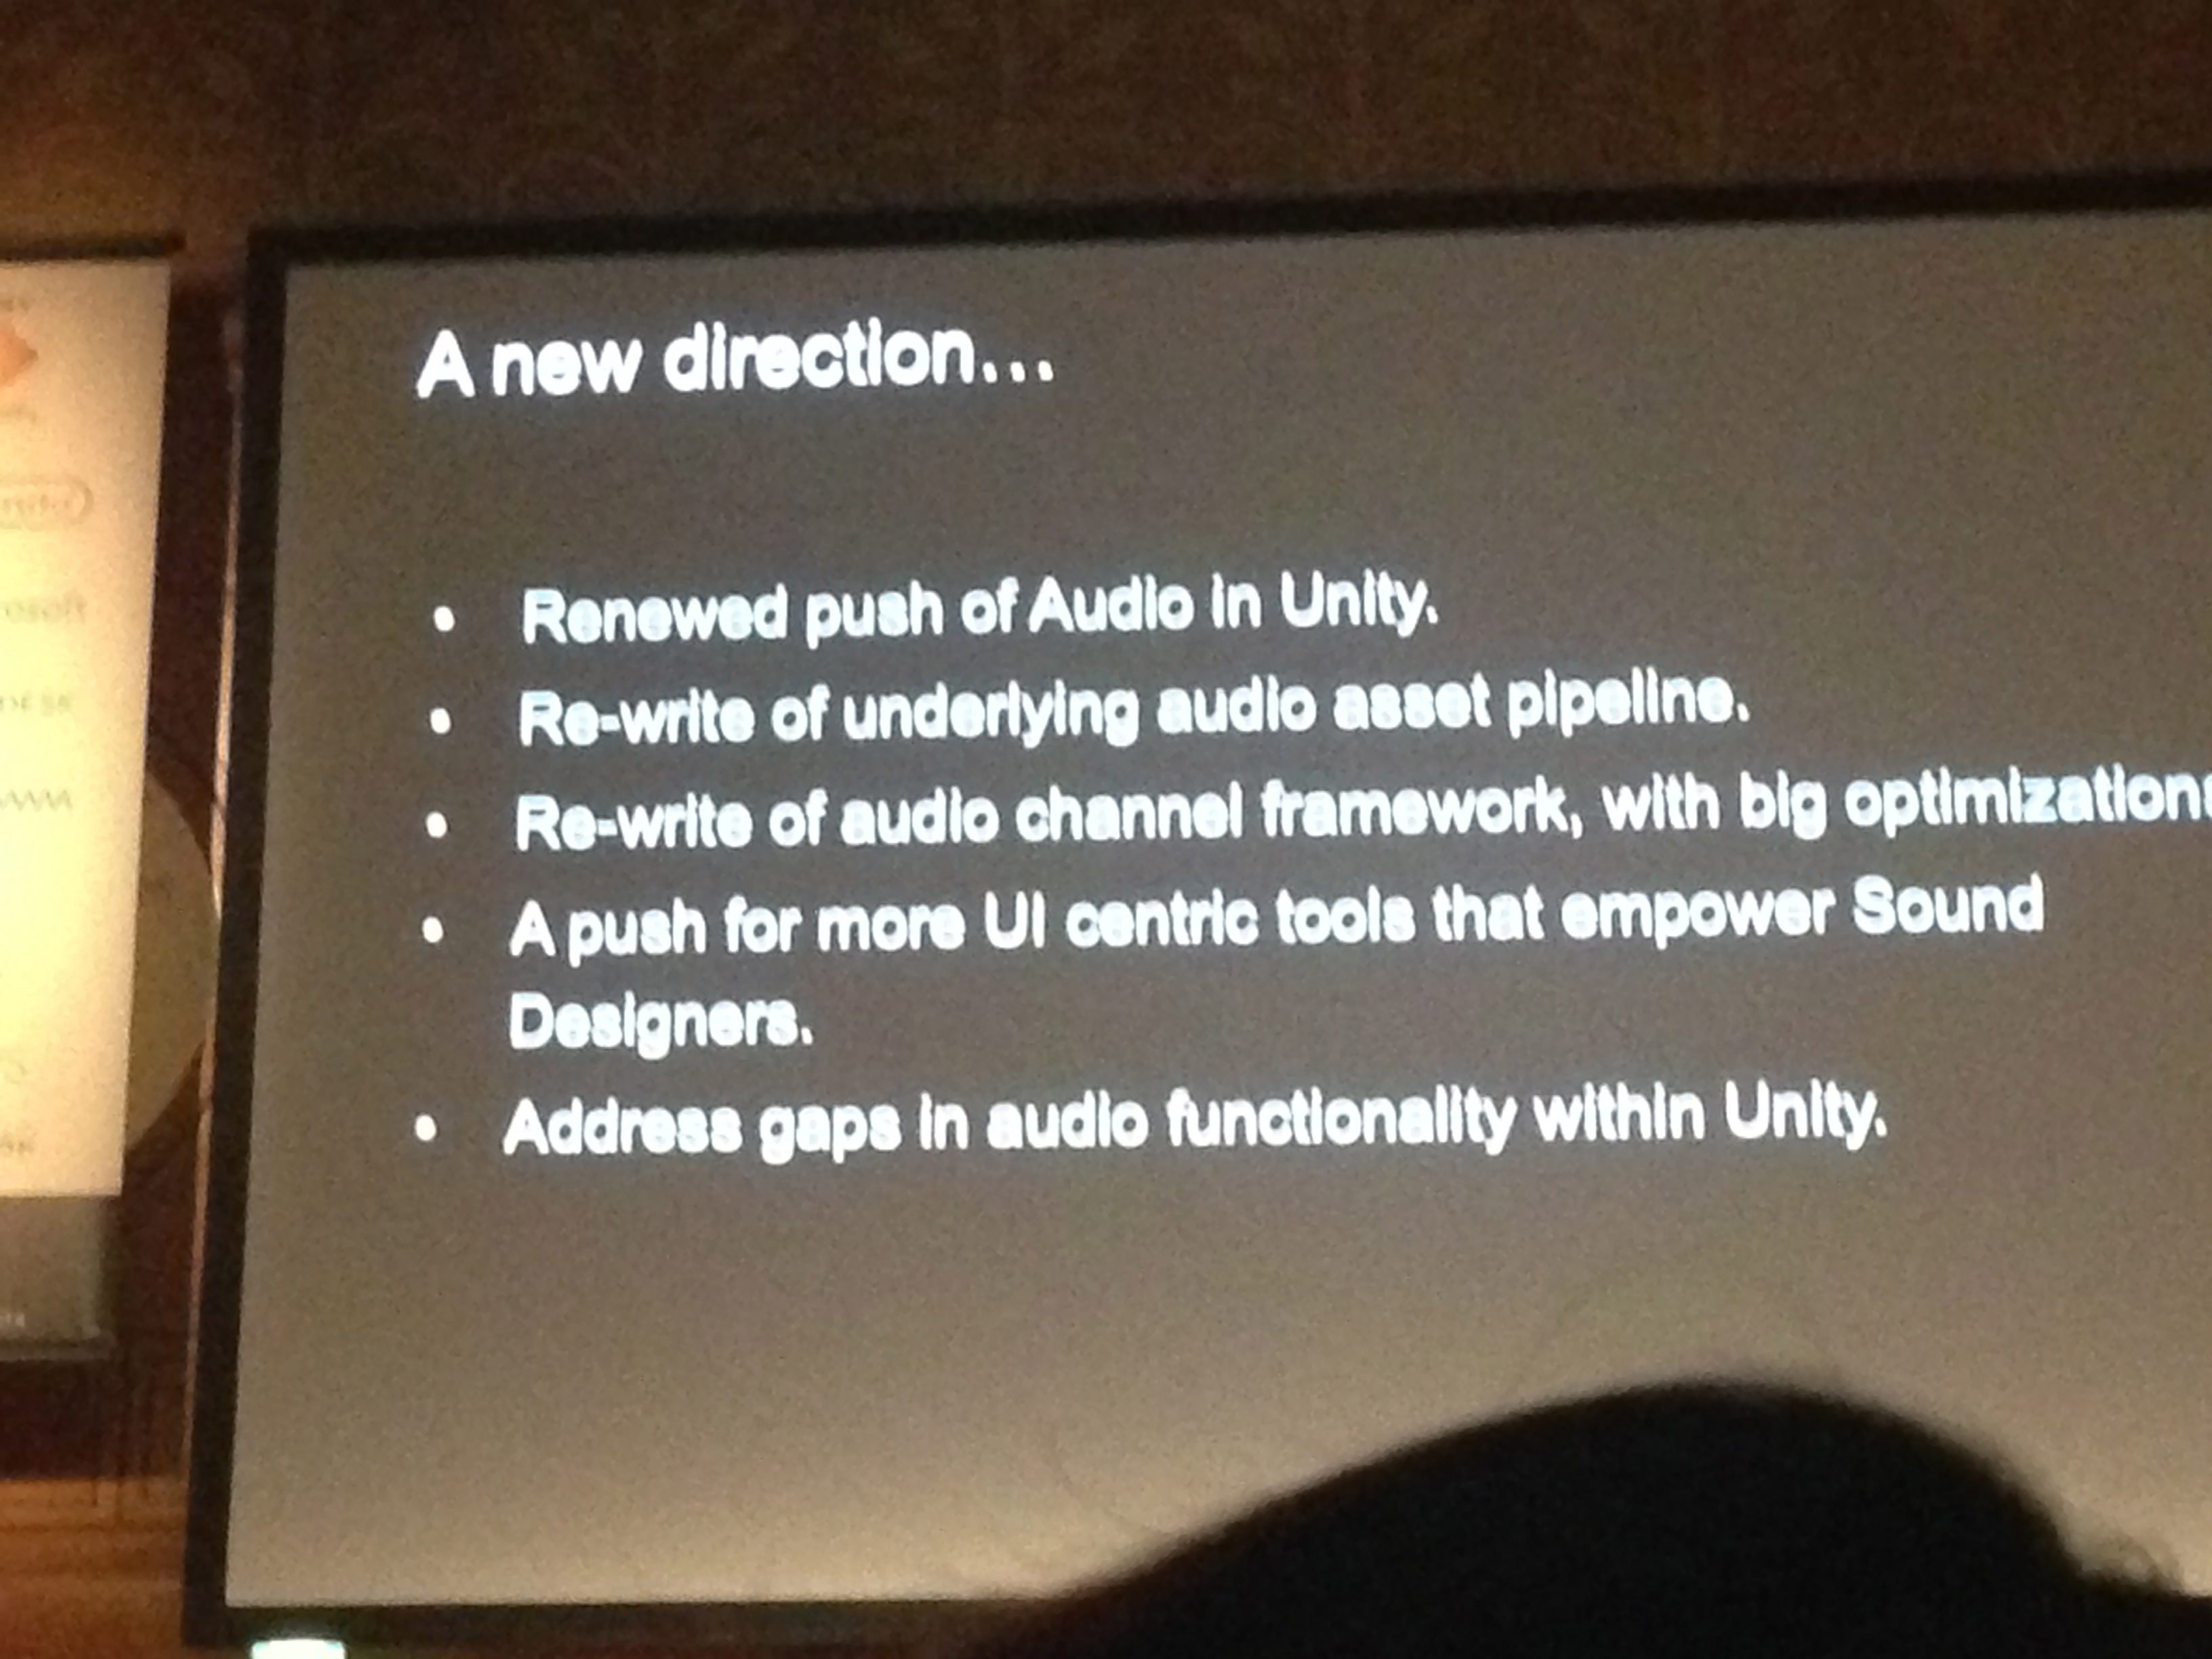 A new direction...
• Renewed push of Audio in Unity.
• Re-write of underlying audio asset pipeline.
• Re-write of audio channel framework, with big optimizations
• A push for more UI centric tools that empower Sound
Designers.
• Address gaps in audio functionality within Unity.